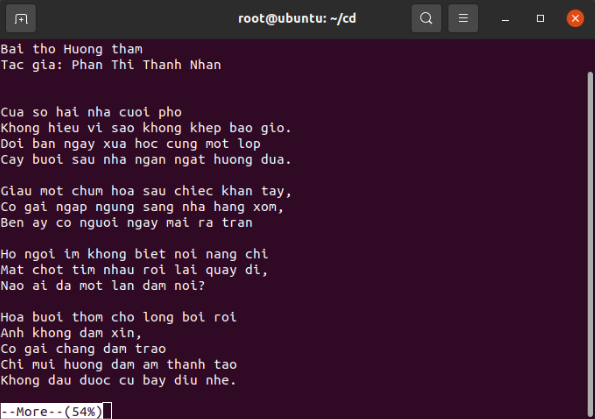 root@ubuntu: ~/cd
Bai tho Huong tham
Tac gia: Phan Thi Thanh Nhan
Cua so hai nha cuoi pho
Khong hieu vi sao khong khep bao gio.
Doi ban ngay xua hoc cung mot lop
Cay buoi sau nha ngan ngat huong dua.
Giau mot chum hoa sau chiec khan tay,
Co gai ngap ngung sang nha hang xom,
Ben ay co nguoi ngay mai ra tran
Ho ngoi im khong biet noi nang chi
Mat chot tim nhau roi lai quay di,
Nao ai da mot lan dam noi?
Hoa buoi thom cho long boi roi
Anh khong dam xin,
Co gai chang dam trao
Chi mui huong dam am thanh tao
Khong dau duoc cu bay diu nhe.
--More--(54%)